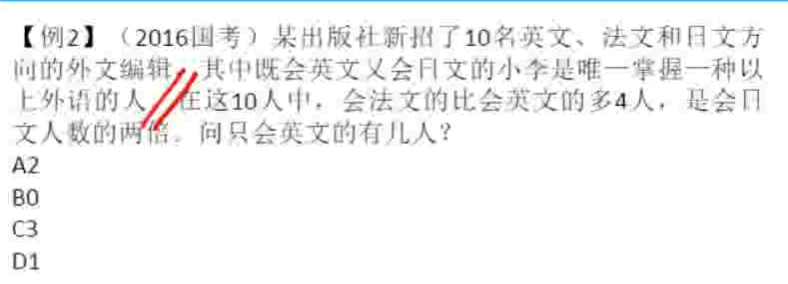 【例2】（2016国考）某出版社新招了10名英文、法文和日文方
向的外文编辑，其中既会英文又会日文的小李是唯一掌握一种以
上外语的人。在这10人中，会法文的比会英文的多4人，是会日
文人数的两倍。问只会英文的有几人？
A2
B0
C3
D1